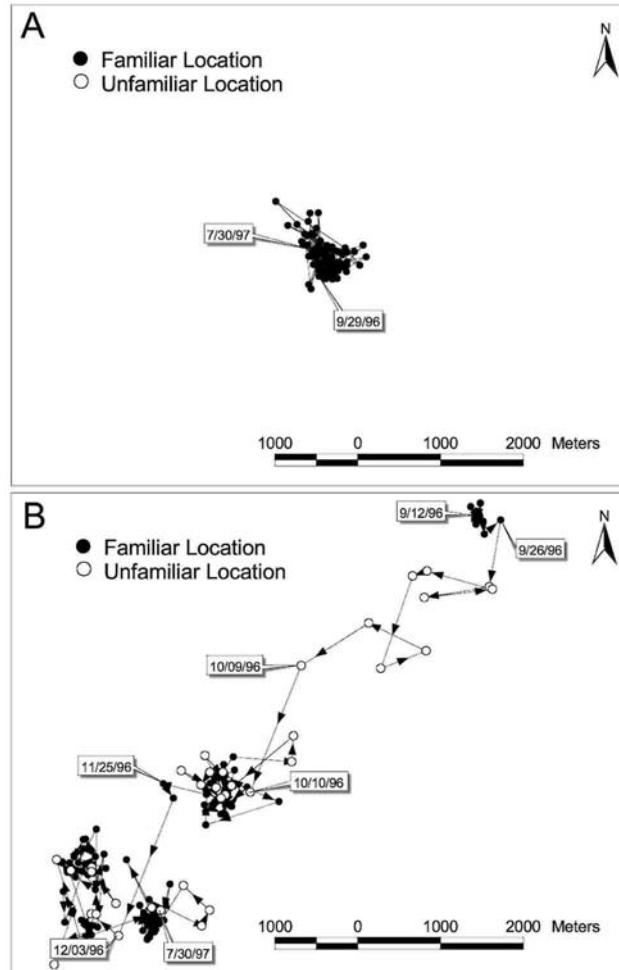 A
N
Familiar Location
Unfamiliar Location
7/30/97
9/29/96
1000 0 1000 2000 Meters
B
9/12/96
N
Familiar Location
9/26/96
Unfamiliar Location
10/09/96
11/25/96
10/10/96
12/03/96
7/30/97
1000 0 1000 2000 Meters